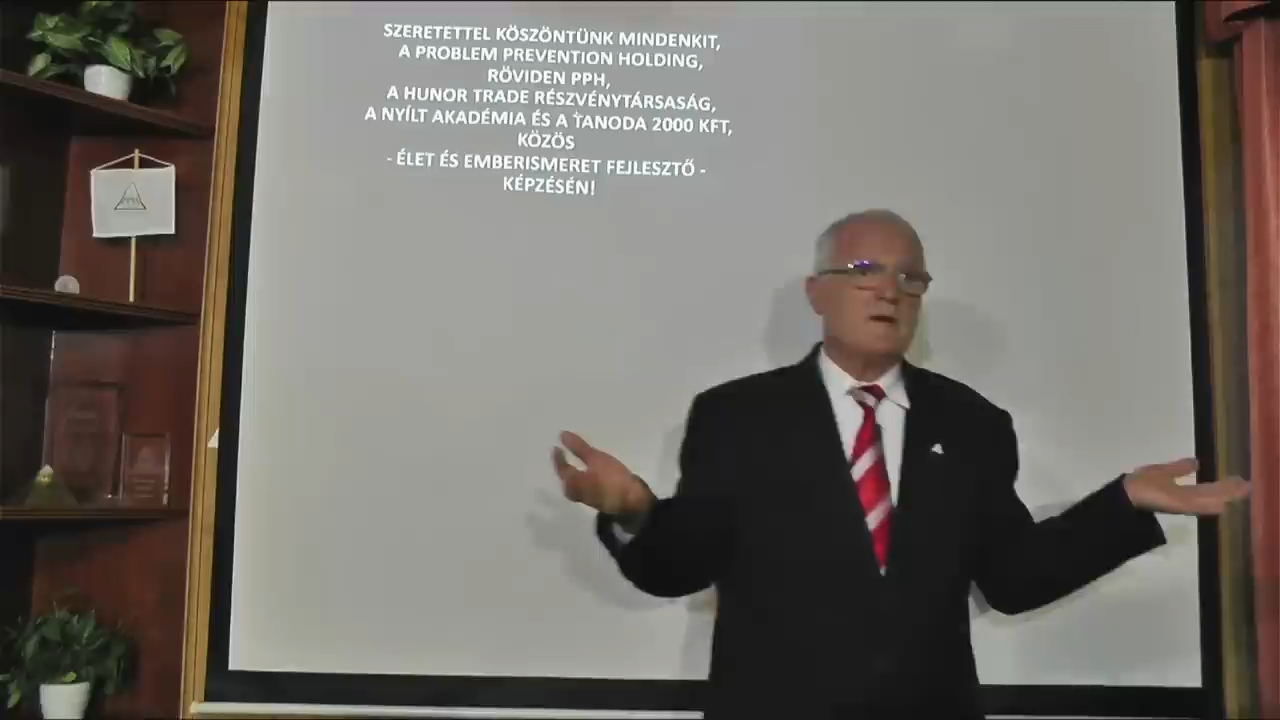 SZERETETTEL KÖSZÖNTÜNK MINDENKIT,
A PROBLEM PREVENTION HOLDING,
RÖVIDEN PPH,
A HUNOR TRADE RÉSZVÉNYTÁRSASÁG,
A NYÍLT AKADÉMIA ÉS A TANODA 2000 KFT,
KÖZÖS
- ÉLET ÉS EMBERISMERET FEJLESZTŐ -
KÉPZÉSÉN!